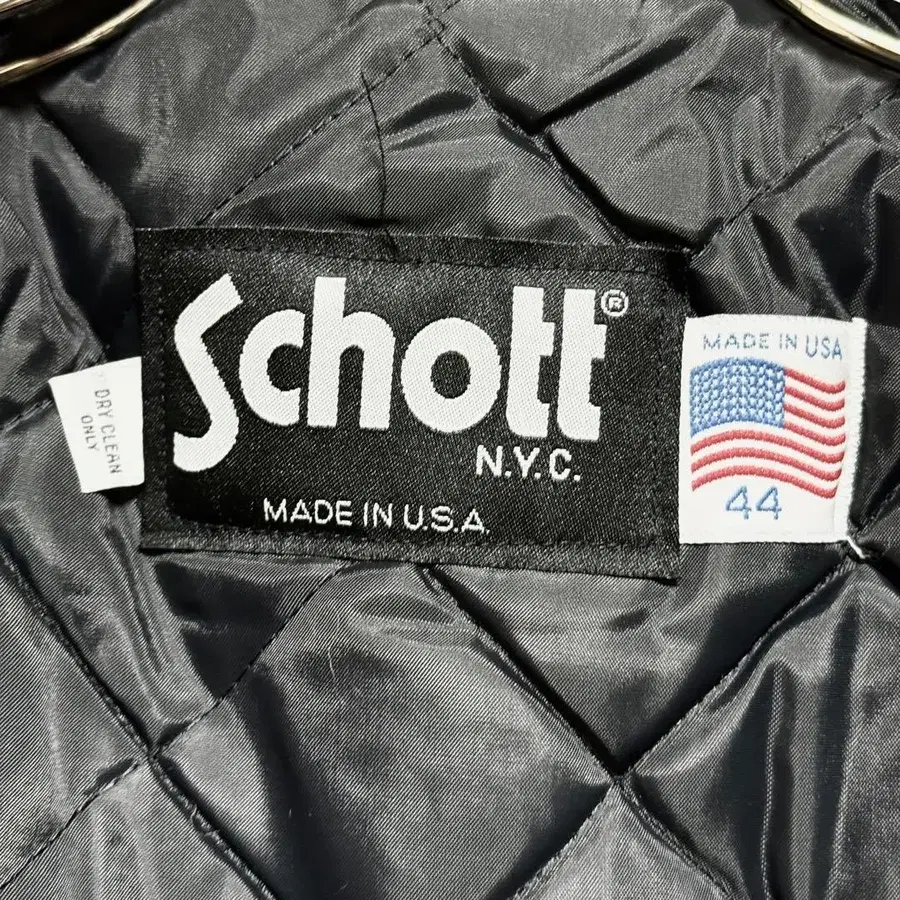 Schott®
N.Y.C.
MADE IN U.S.A.
DRY CLEAN
ONLY
MADE IN USA
44